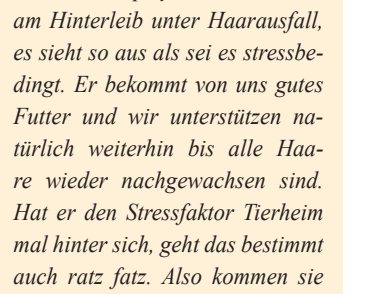 am Hinterleib unter Haarausfall,
es sieht so aus als sei es stressbe-
dingt. Er bekommt von uns gutes
Futter und wir unterstützen na-
türlich weiterhin bis alle Haa-
re wieder nachgewachsen sind.
Hat er den Stressfaktor Tierheim
mal hinter sich, geht das bestimmt
auch ratz fatz. Also kommen sie